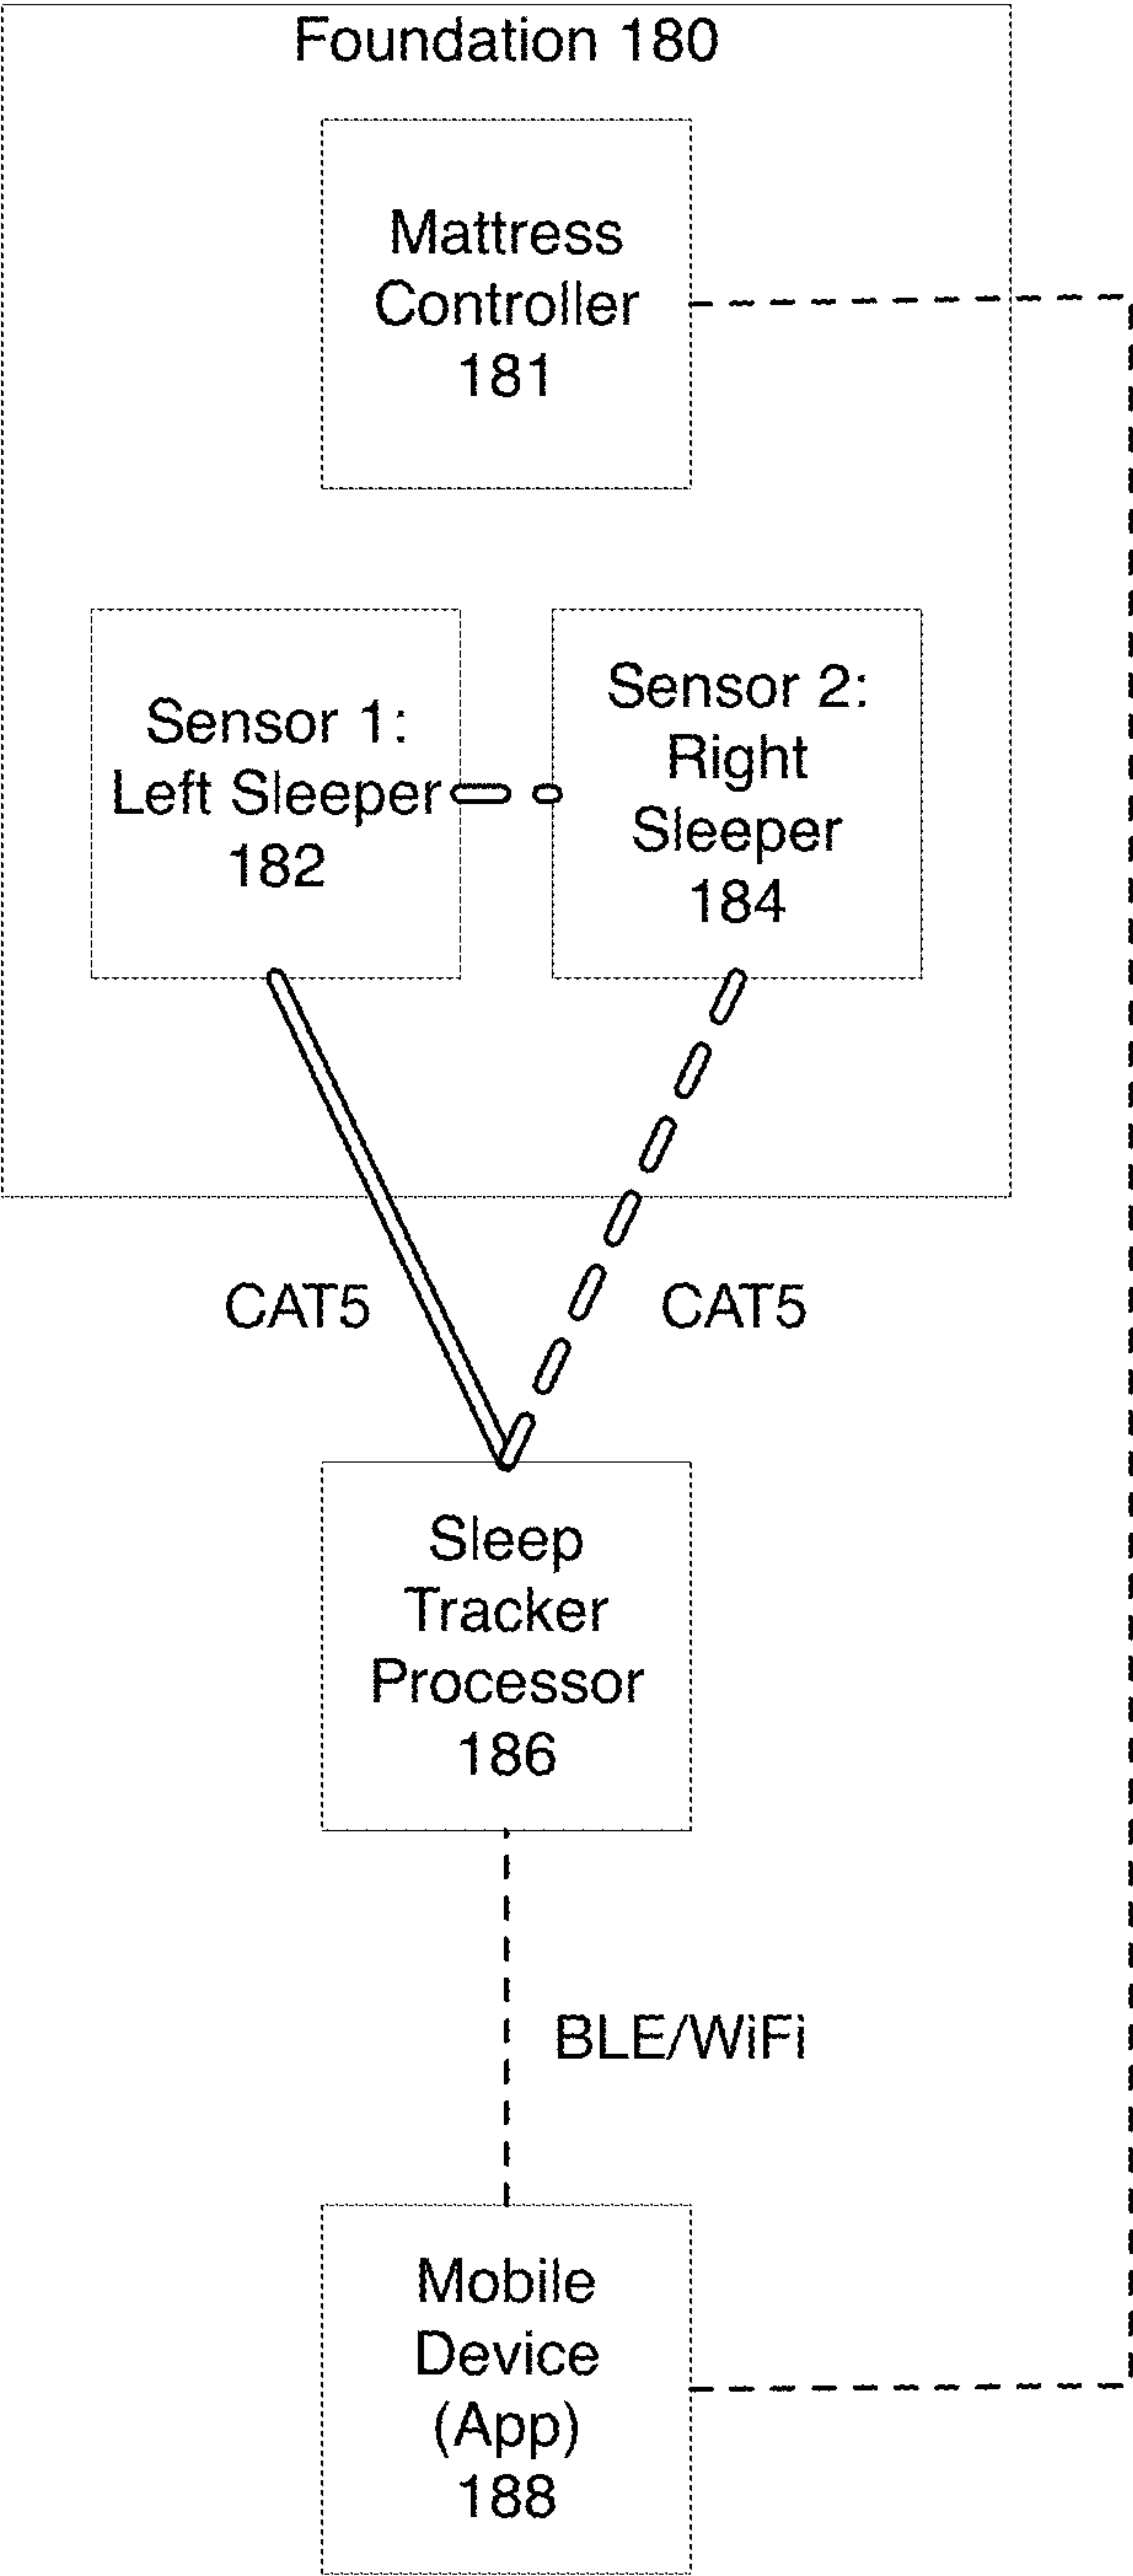 Foundation 180
Mattress
Controller
181
Sensor 1:
Left Sleeper
182
Sensor 2:
Right
Sleeper
184
CAT5
CAT5
Sleep
Tracker
Processor
186
BLE/WiFi
Mobile
Device
(App)
188